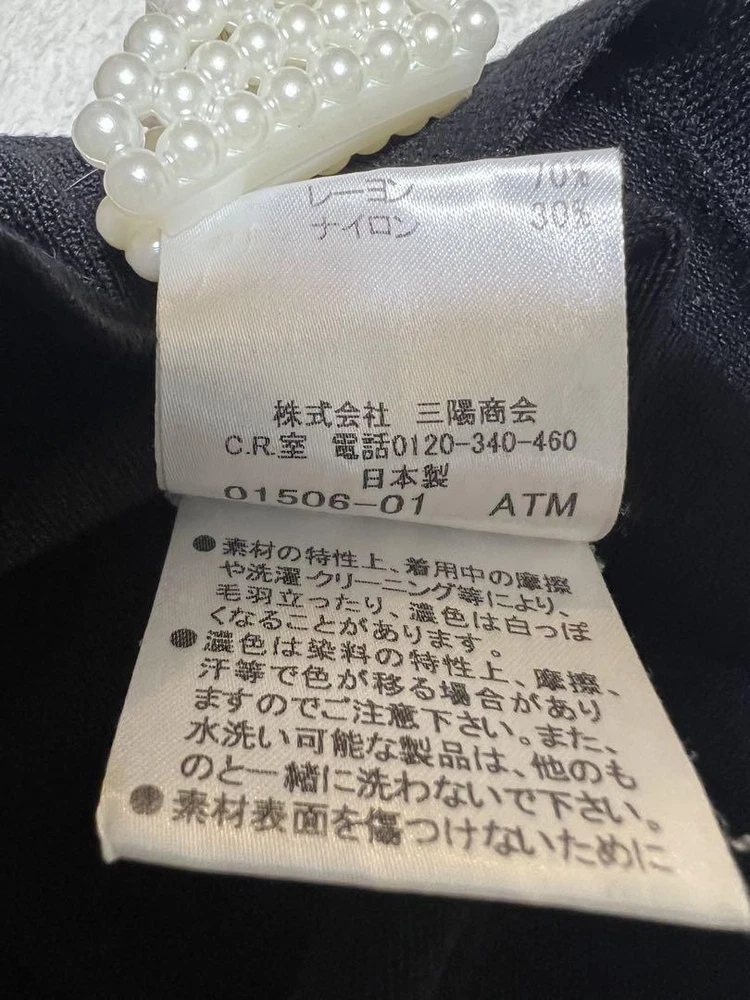 レーヨン 70%
ナイロン 30%
株式会社 三陽商会
C.R.室 電話0120-340-460
日本製
01506-01 ATM
●素材の特性上、着用中の摩擦
や洗濯・クリーニング等により、
毛羽立ったり、濃色は白っぽ
くなることがあります。
●濃色は染料の特性上、摩擦、
汗等で色が移る場合があり
ますのでご注意下さい。また、
水洗い可能な製品は、他のも
のと一緒に洗わないで下さい。
●素材表面を傷つけないために